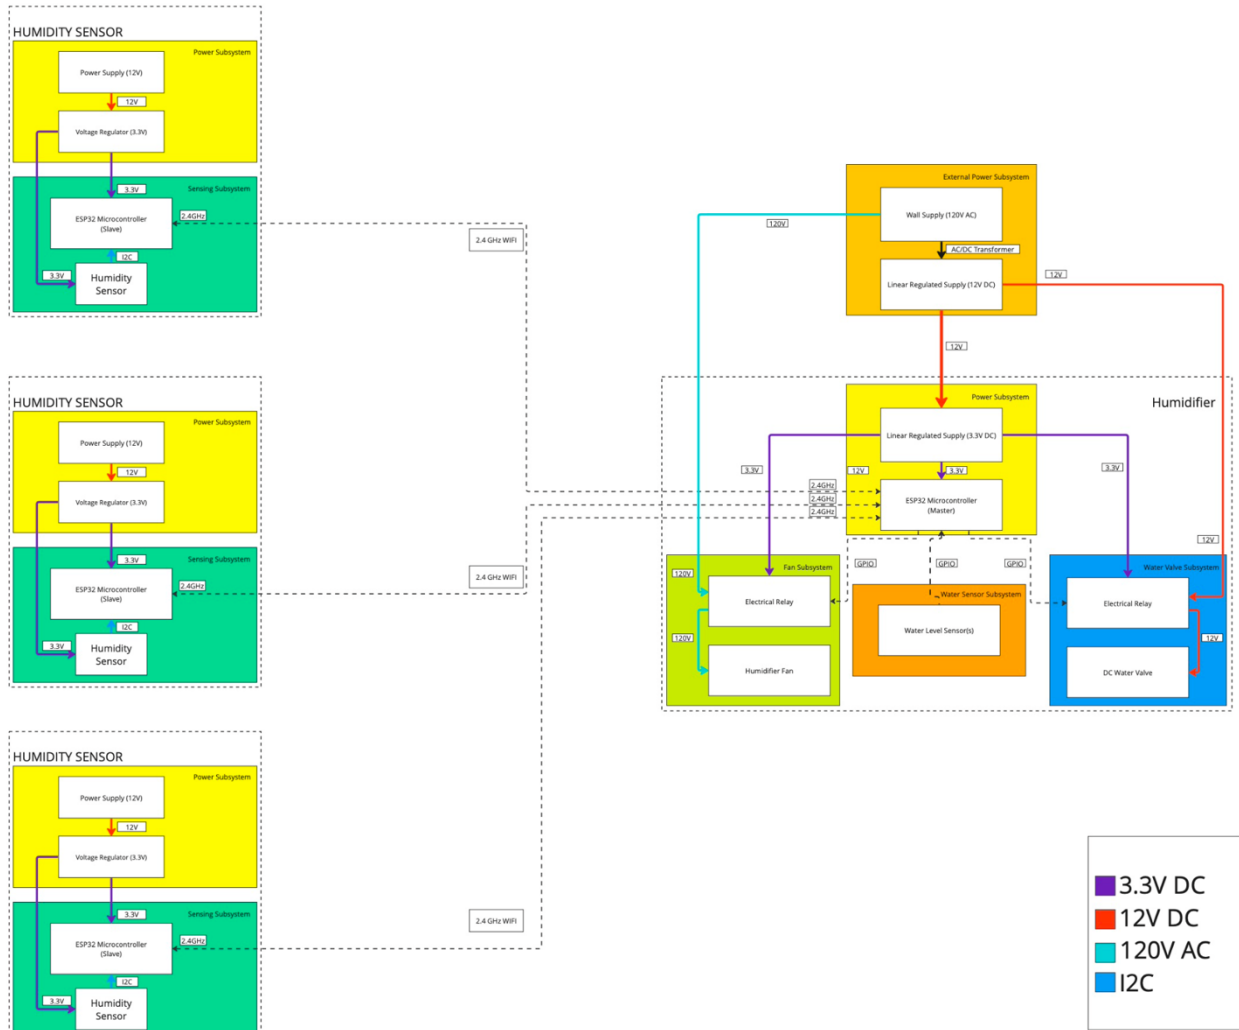 HUMIDITY SENSOR
Power Subsystem
Power Supply (12V)
12V
Voltage Regulator (3.3V)
3.3V
Sensing Subsystem
ESP32 Microcontroller
(Slave)
2.4GHz
I2C
3.3V
Humidity
Sensor
2.4 GHz WIFI
HUMIDITY SENSOR
Power Subsystem
Power Supply (12V)
12V
Voltage Regulator (3.3V)
3.3V
Sensing Subsystem
ESP32 Microcontroller
(Slave)
2.4GHz
I2C
3.3V
Humidity
Sensor
2.4 GHz WIFI
HUMIDITY SENSOR
Power Subsystem
Power Supply (12V)
12V
Voltage Regulator (3.3V)
3.3V
Sensing Subsystem
ESP32 Microcontroller
(Slave)
2.4GHz
I2C
3.3V
Humidity
Sensor
2.4 GHz WIFI
External Power Subsystem
Wall Supply (120V AC)
120V
AC/DC Transformer
Linear Regulated Supply (12V DC)
12V
12V
Humidifier
Power Subsystem
Linear Regulated Supply (3.3V DC)
3.3V
12V
3.3V
3.3V
2.4GHz
2.4GHz
2.4GHz
ESP32 Microcontroller
(Master)
GPIO
GPIO
GPIO
12V
Fan Subsystem
120V
Electrical Relay
120V
Humidifier Fan
Water Sensor Subsystem
Water Level Sensor(s)
Water Valve Subsystem
Electrical Relay
12V
DC Water Valve
3.3V DC
12V DC
120V AC
I2C